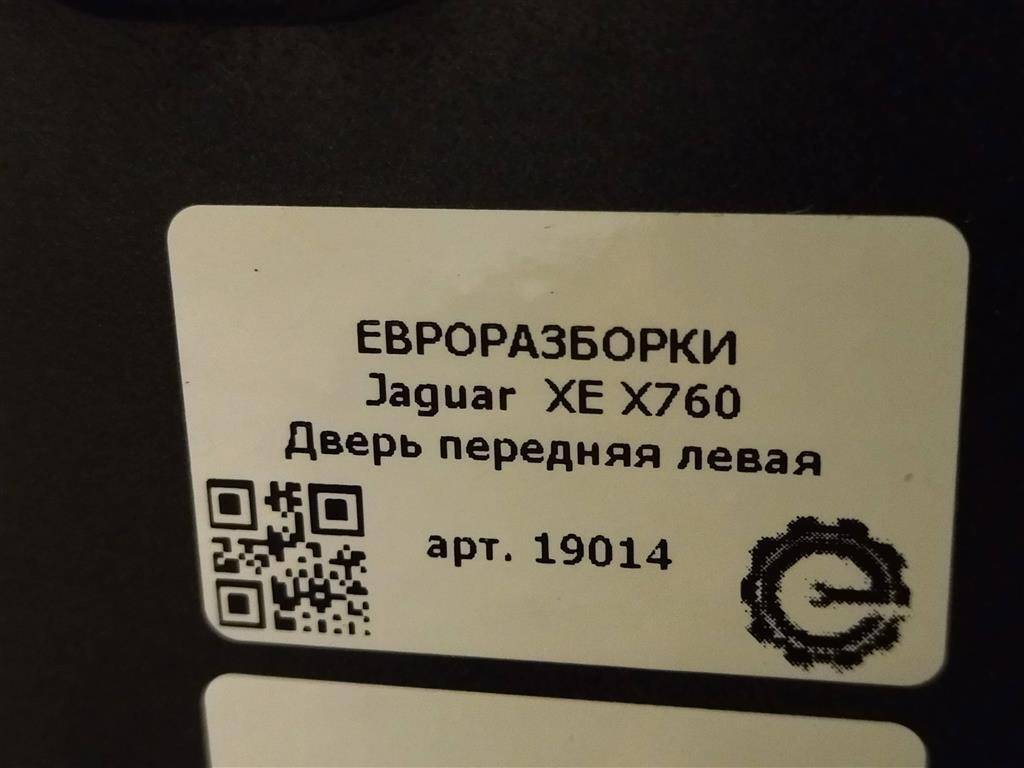 ЕВРОРАЗБОРКИ
Jaguar XE X760
Дверь передняя левая
арт. 19014